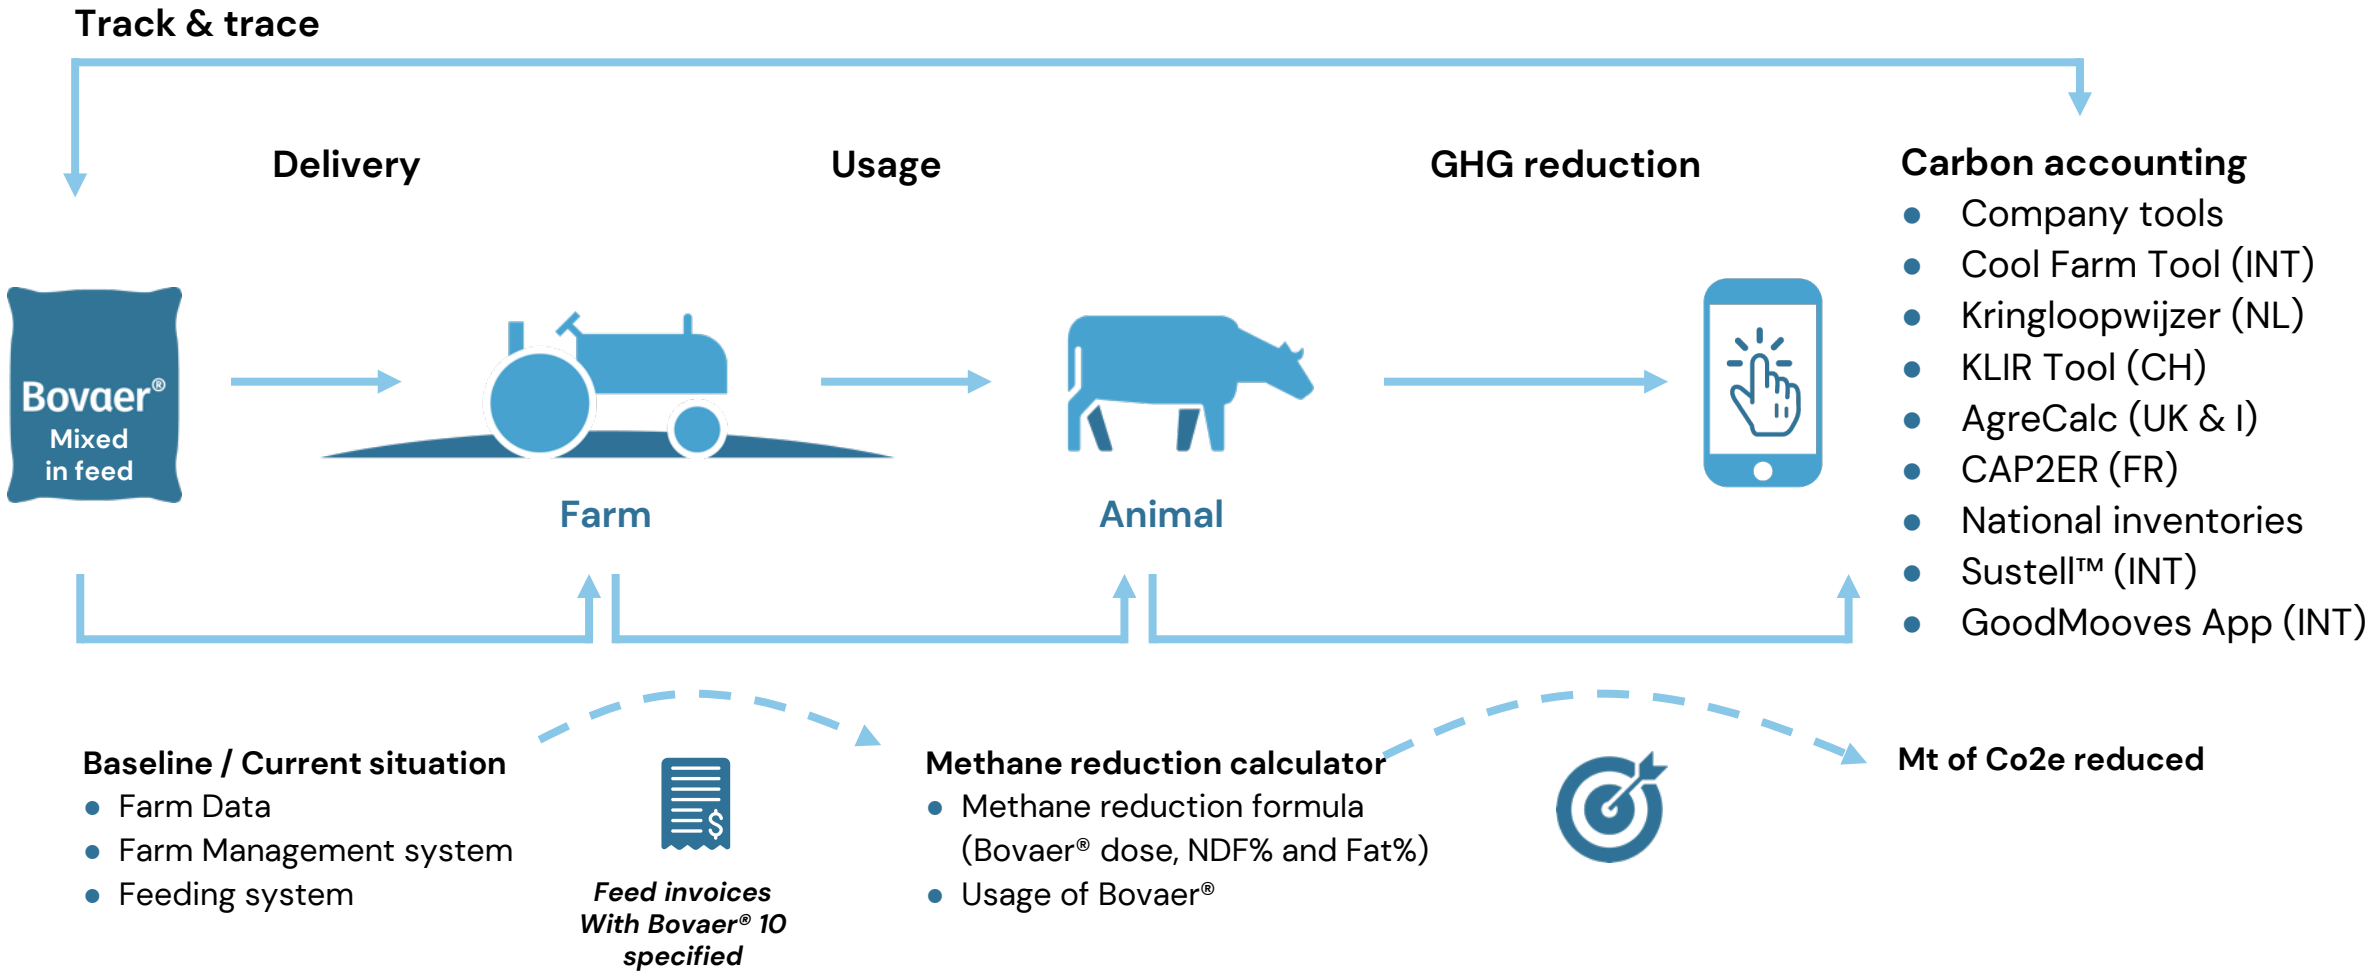 Track & trace
Delivery
Usage
GHG reduction
Carbon accounting
● Company tools
● Cool Farm Tool (INT)
● Kringloopwijzer (NL)
● KLIR Tool (CH)
● AgreCalc (UK & I)
● CAP2ER (FR)
● National inventories
● Sustell™ (INT)
● GoodMooves App (INT)
Bovaer®
Mixed
in feed
Farm
Animal
Baseline / Current situation
● Farm Data
● Farm Management system
● Feeding system
$
Feed invoices
With Bovaer® 10
specified
Methane reduction calculator
● Methane reduction formula
(Bovaer® dose, NDF% and Fat%)
● Usage of Bovaer®
Mt of Co2e reduced